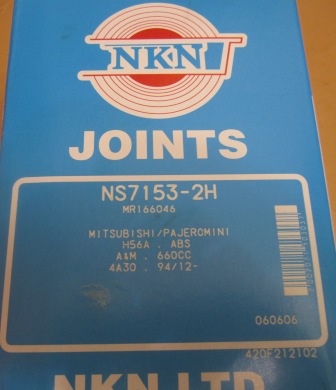 NKN
JOINTS
NS7153-2H
MR166046
MITSUBISHI/PAJEROMINI
H56A . ABS
A&M . 660CC
4A30 . 94/12-
060606
420F212102
NKN LTD